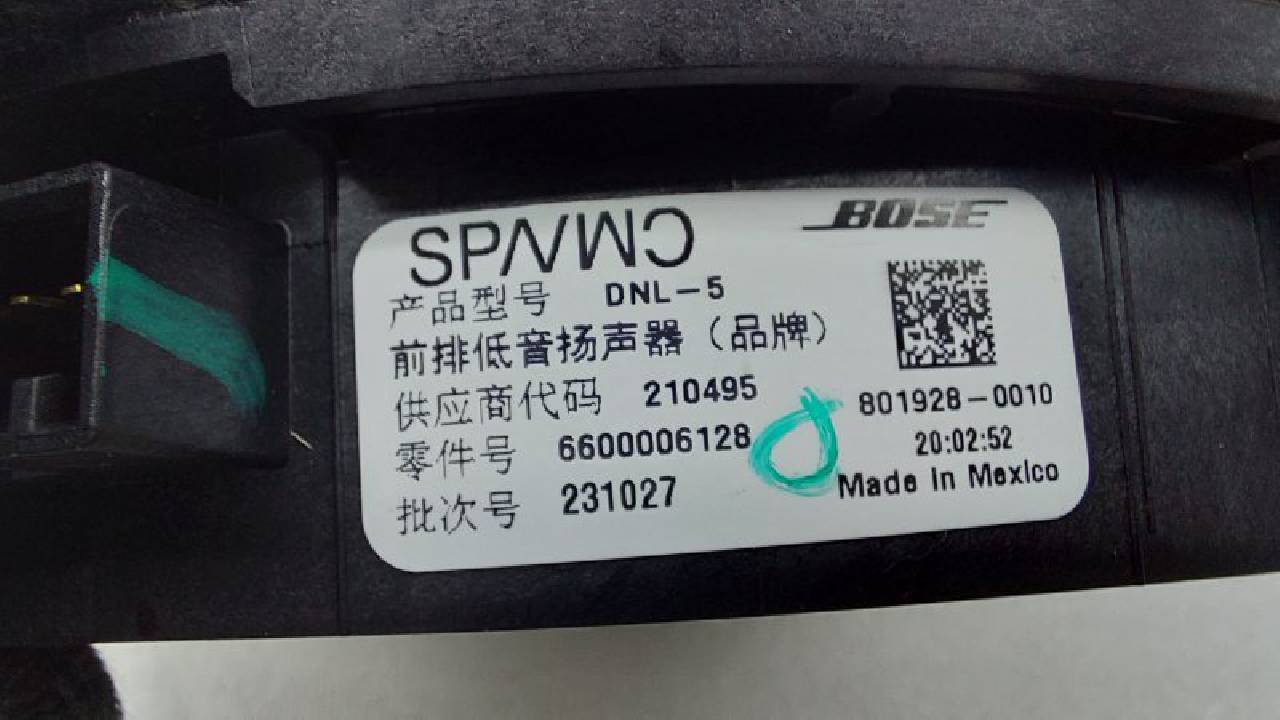 SPΛVWO
BOSE
产品型号 DNL-5
前排低音扬声器（品牌）
供应商代码 210495
801928-0010
零件号 6600006128
20:02:52
批次号 231027
Made In Mexico